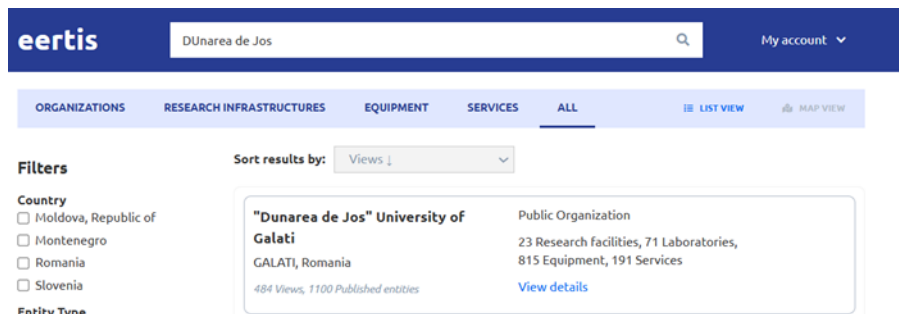 eertis
DUnarea de Jos
My account
ORGANIZATIONS RESEARCH INFRASTRUCTURES EQUIPMENT SERVICES ALL LIST VIEW MAP VIEW
Filters
Sort results by: Views ↓
Country
Moldova, Republic of
Montenegro
Romania
Slovenia
Entity Type
"Dunarea de Jos" University of
Galati
GALATI, Romania
484 Views, 1100 Published entities
Public Organization
23 Research facilities, 71 Laboratories,
815 Equipment, 191 Services
View details